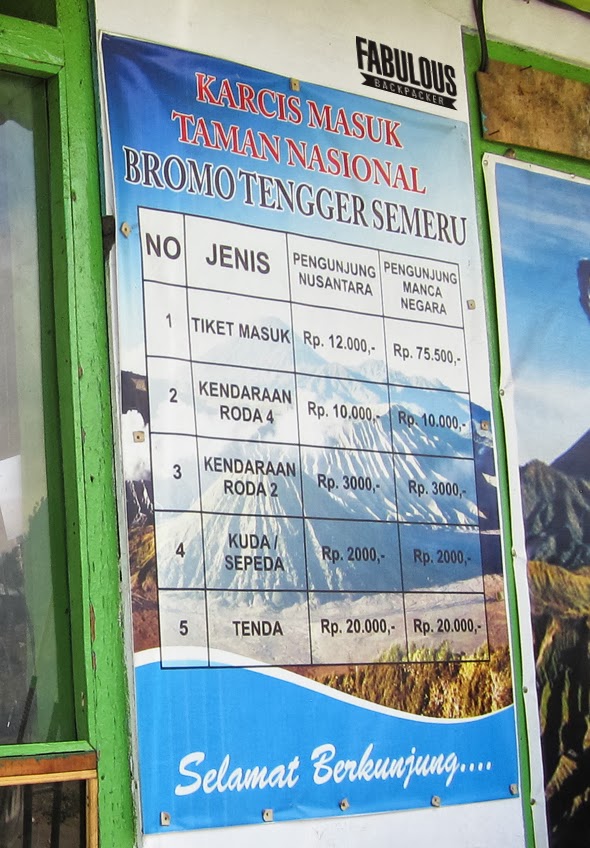 FABULOUS
BACKPACKER
KARCIS MASUK
TAMAN NASIONAL
BROMO TENGGER SEMERU
NO JENIS PENGUNJUNG NUSANTARA PENGUNJUNG MANCA NEGARA
1 TIKET MASUK Rp. 12.000,- Rp. 75.500,-
2 KENDARAAN RODA 4 Rp. 10.000,- Rp. 10.000,-
3 KENDARAAN RODA 2 Rp. 3000,- Rp. 3000,-
4 KUDA / SEPEDA Rp. 2000,- Rp. 2000,-
5 TENDA Rp. 20.000,- Rp. 20.000,-
Selamat Berkunjung....